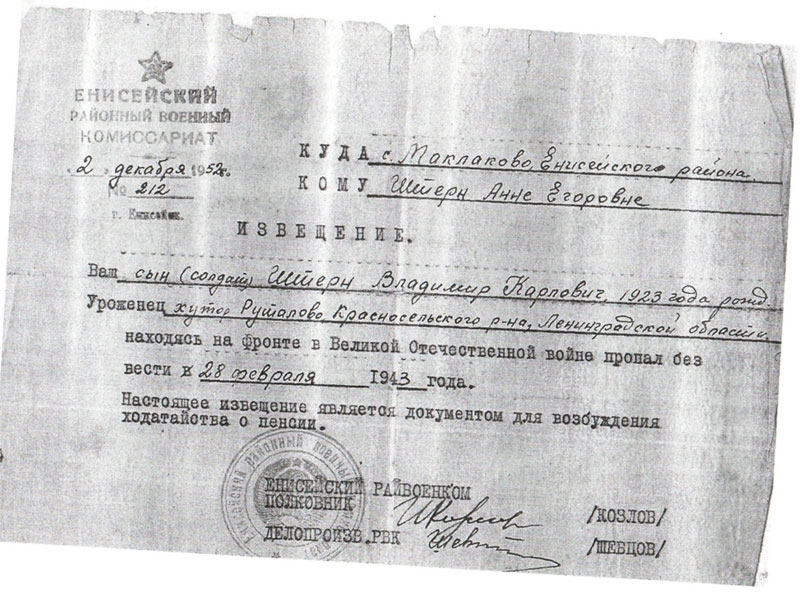 ЕНИСЕЙСКИЙ
РАЙОННЫЙ ВОЕННЫЙ
КОМИССАРИАТ
2 декабря 1952г.
№ 212
г. Енисейск.
КУДА с. Маклаково, Енисейского района.
КОМУ Штерн Анне Егоровне
ИЗВЕЩЕНИЕ.
Ваш сын (солдат) Штерн Владимир Карлович, 1923 года рожд.
Уроженец хутор Руталово, Красносельского р-на, Ленинградской области
находясь на фронте в Великой Отечественной войне пропал без
вести в 28 февраля 1943 года.
Настоящее извещение является документом для возбуждения
ходатайства о пенсии.
ЕНИСЕЙСКИЙ РАЙВОЕНКОМ
ПОЛКОВНИК /КОЗЛОВ/
ДЕЛОПРОИЗВ.РВК /ШЕВЦОВ/